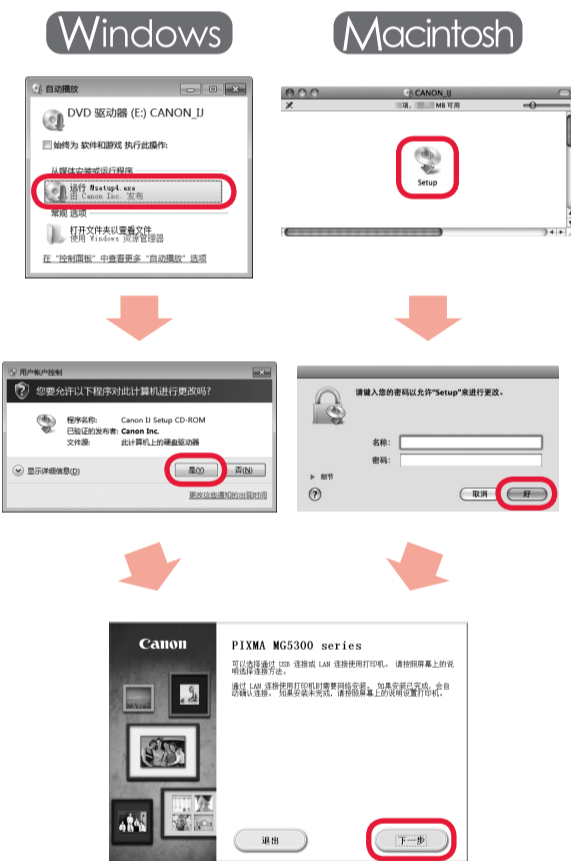 Windows
Macintosh
自动播放
DVD 驱动器 (E:) CANON_IJ
始终为 软件和游戏 执行此操作:
从媒体安装或运行程序
运行 Msetup4.exe
由 Canon Inc. 发布
常规 选项
打开文件夹以查看文件
使用 Windows 资源管理器
在 "控制面板" 中查看更多 "自动播放" 选项
CANON_IJ
项, MB 可用
Setup
用户帐户控制
您要允许以下程序对此计算机进行更改吗?
程序名称: Canon IJ Setup CD-ROM
已验证的发布者: Canon Inc.
文件源: 此计算机上的硬盘驱动器
显示详细信息(D)
是(Y)
否(N)
更改这些通知的出现时间
请键入您的密码以允许"Setup"来进行更改。
名称:
密码:
细节
?
取消
好
Canon
PIXMA MG5300 series
可以选择通过 USB 连接或 LAN 连接使用打印机。 请按照屏幕上的说
明选择连接方法。
通过 LAN 连接使用打印机时需要网络安装。 如果安装已完成, 会自
动确认连接。 如果安装未完成, 请按照屏幕上的说明设置打印机。
退出
下一步